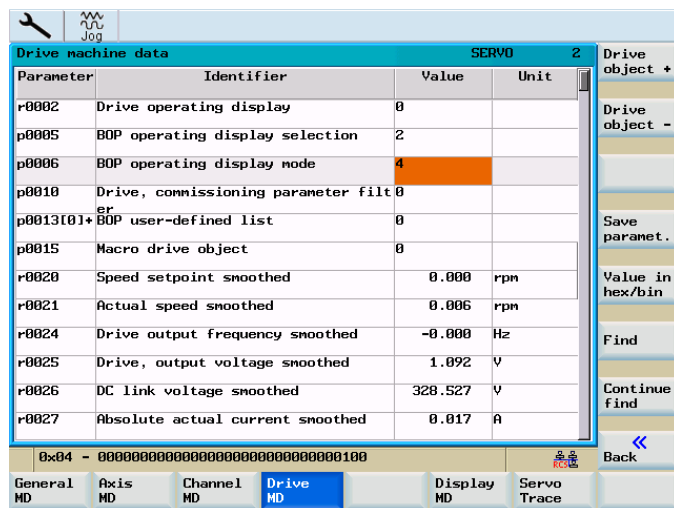 Jog
Drive machine data SERVO 2
Parameter Identifier Value Unit
r0002 Drive operating display 0
p0005 BOP operating display selection 2
p0006 BOP operating display mode 4
p0010 Drive, commissioning parameter filt 0
er
p0013[0]+ BOP user-defined list 0
p0015 Macro drive object 0
r0020 Speed setpoint smoothed 0.000 rpm
r0021 Actual speed smoothed 0.006 rpm
r0024 Drive output frequency smoothed -0.000 Hz
r0025 Drive, output voltage smoothed 1.092 V
r0026 DC link voltage smoothed 328.527 V
r0027 Absolute actual current smoothed 0.017 A
0x04 - 00000000000000000000000000000100
RCS
Drive
object +
Drive
object -
Save
paramet.
Value in
hex/bin
Find
Continue
find
«
Back
General
MD
Axis
MD
Channel
MD
Drive
MD
Display
MD
Servo
Trace